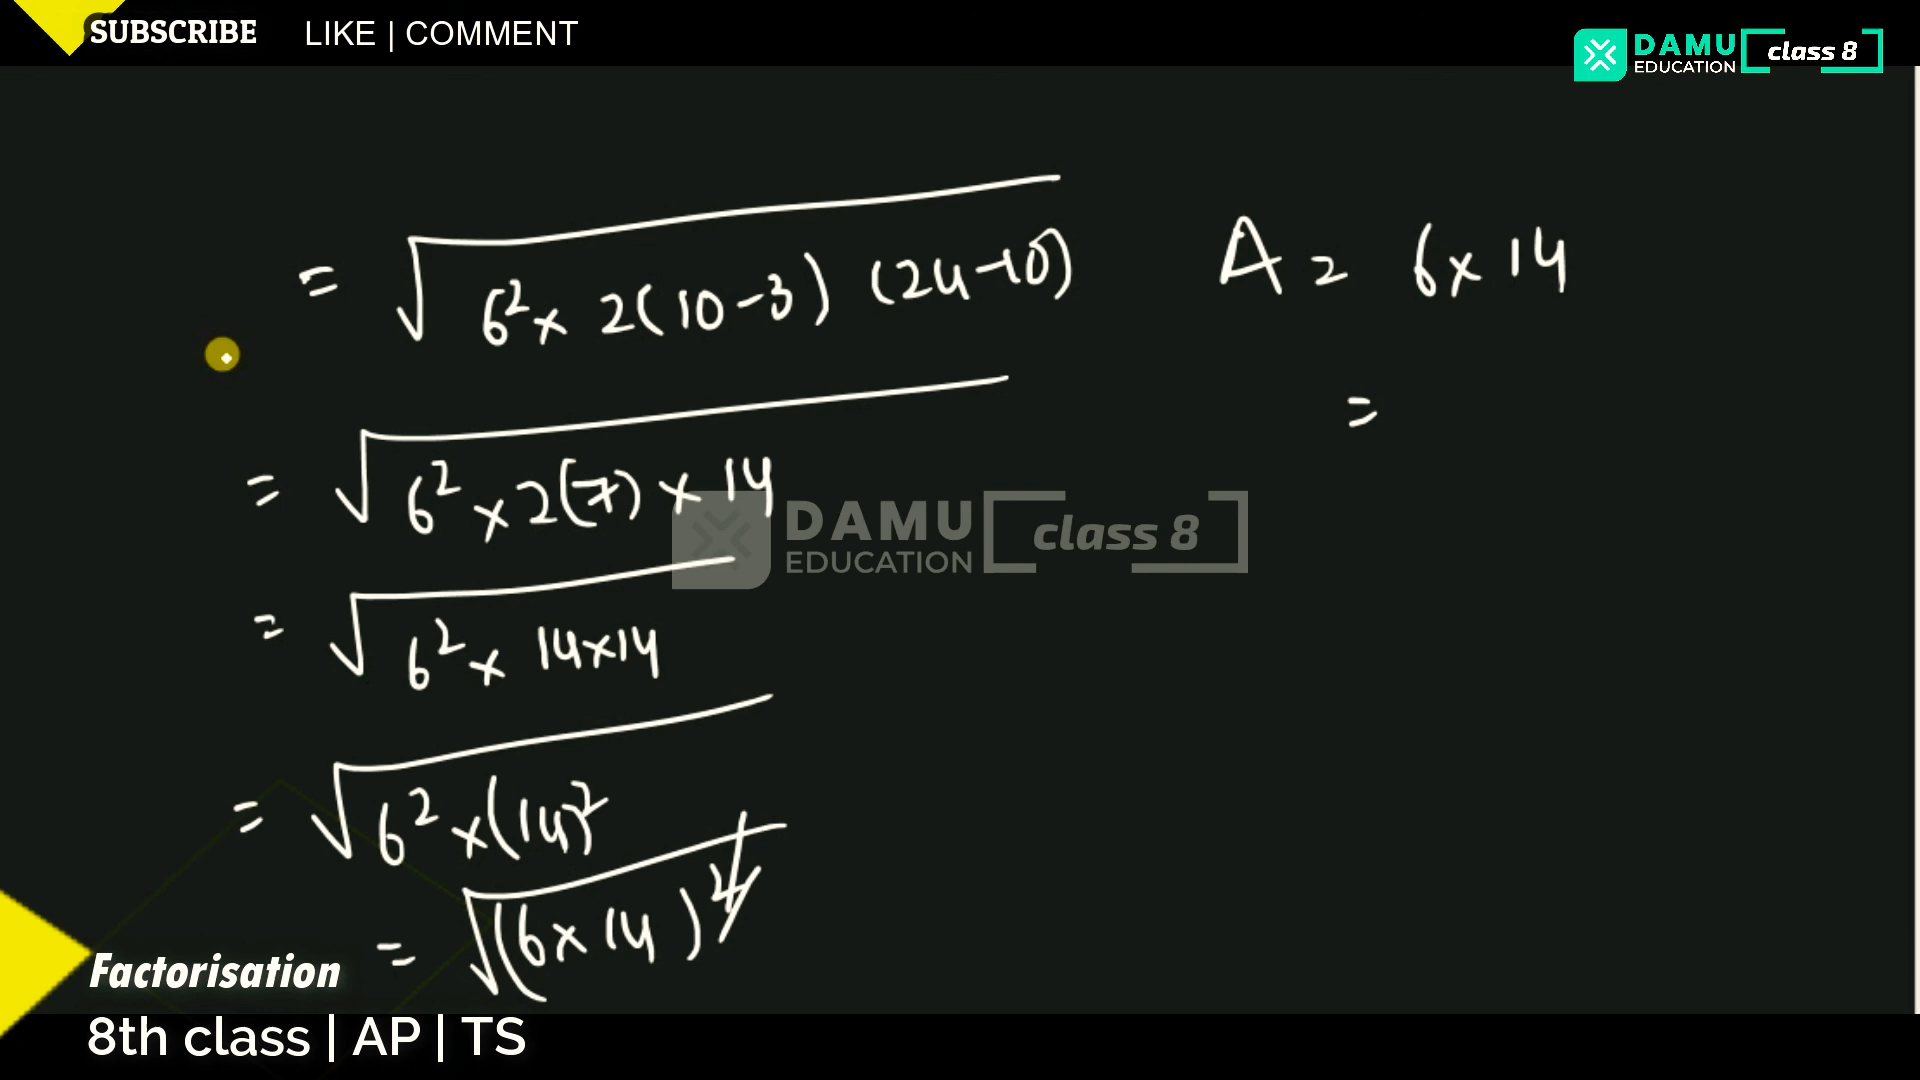 SUBSCRIBE LIKE | COMMENT
DAMU EDUCATION class 8
= √6² × 2(10-3) (24-10)
= √6² × 2(7) × 14
= √6² × 14×14
= √6² × (14)²
= √(6×14)²
A = 6 × 14
=
DAMU EDUCATION class 8
Factorisation
8th class | AP | TS